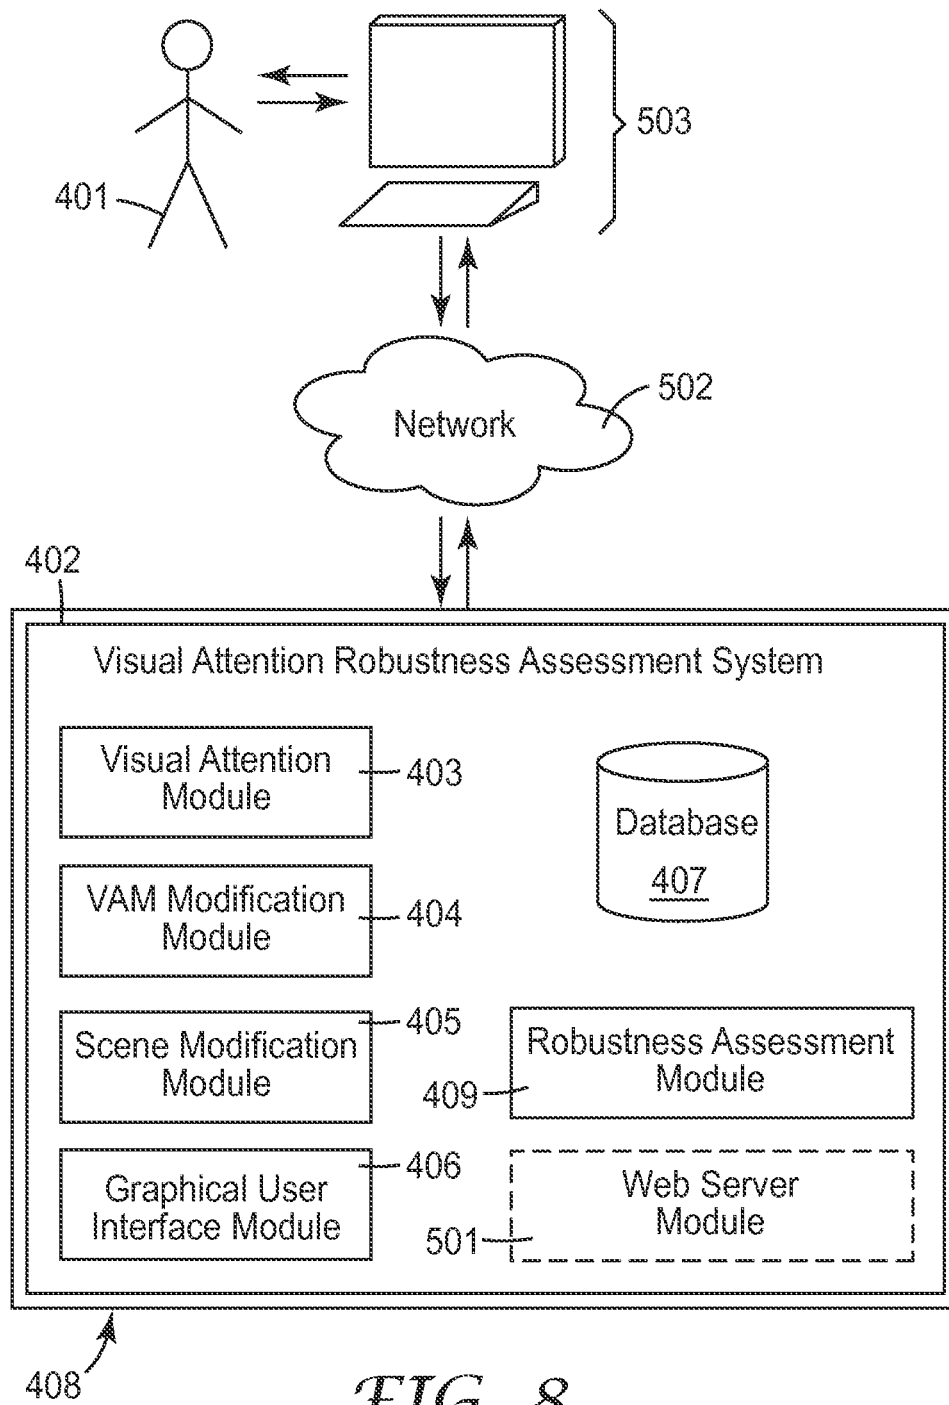 503
401
502
Network
402
Visual Attention Robustness Assessment System
Visual Attention
Module
403
Database
407
VAM Modification
Module
404
Scene Modification
Module
405
Robustness Assessment
Module
409
Graphical User
Interface Module
406
Web Server
Module
501
408
FIG. 8